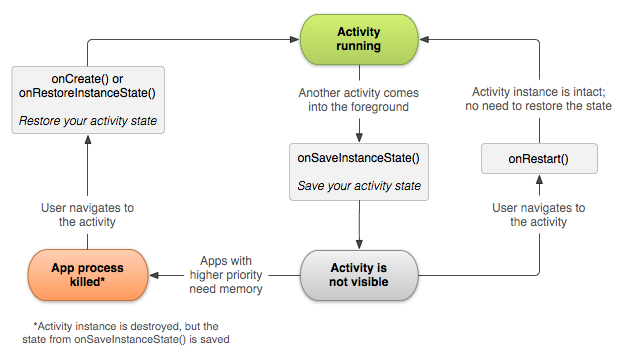 Activity
running
onCreate() or
onRestoreInstanceState()
Restore your activity state
Another activity comes
into the foreground
Activity instance is intact;
no need to restore the state
onSaveInstanceState()
Save your activity state
onRestart()
User navigates to
the activity
User navigates to
the activity
App process
killed*
Apps with
higher priority
need memory
Activity is
not visible
*Activity instance is destroyed, but the
state from onSaveInstanceState() is saved